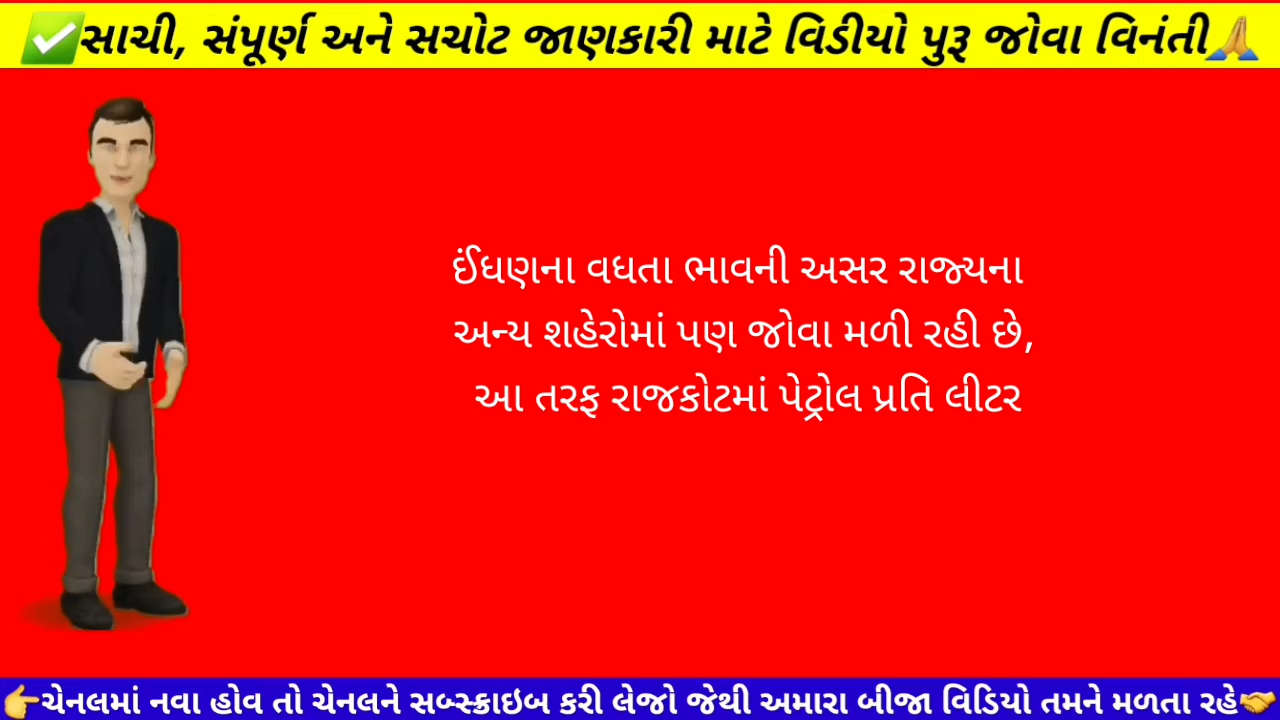 ✅સાચી, સંપૂર્ણ અને સચોટ જાણકારી માટે વિડીયો પુરૂ જોવા વિનંતી🙏
ઈંધણના વધતા ભાવની અસર રાજ્યના
અન્ય શહેરોમાં પણ જોવા મળી રહી છે,
આ તરફ રાજકોટમાં પેટ્રોલ પ્રતિ લીટર
👉ચેનલમાં નવા હોવ તો ચેનલને સબ્સ્ક્રાઇબ કરી લેજો જેથી અમારા બીજા વિડિયો તમને મળતા રહે🤝